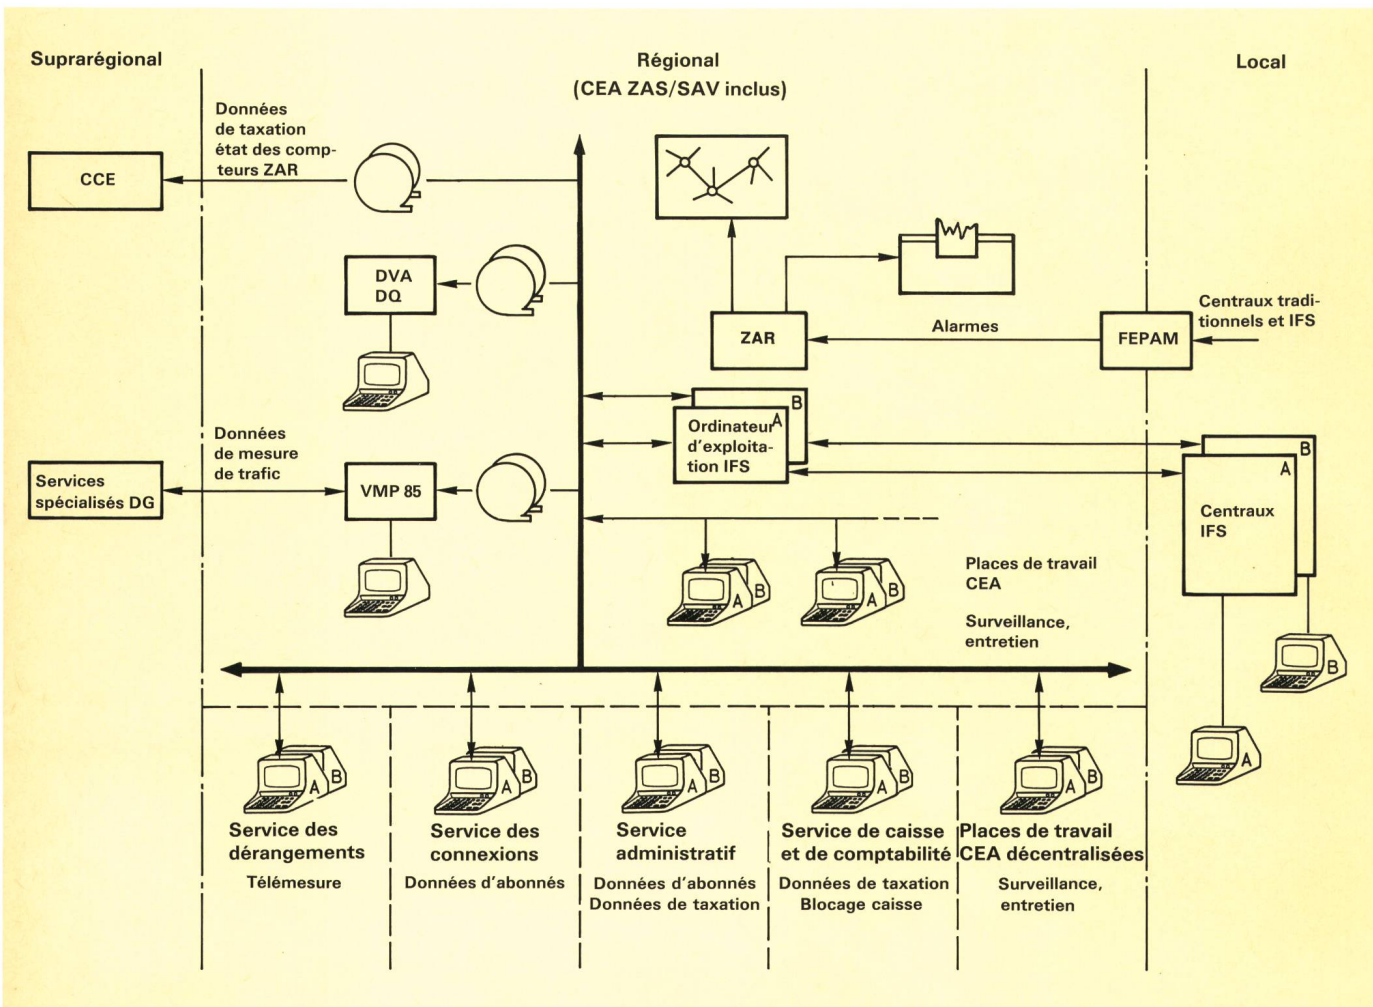 Suprarégional
Régional
(CEA ZAS/SAV inclus)
Local
Données
de taxation
état des comp-
teurs ZAR
CCE
DVA
DQ
ZAR
Alarmes
FEPAM
Centraux tradi-
tionnels et IFS
B
A
Ordinateur
d'exploita-
tion IFS
Données
de mesure
de trafic
Services
spécialisés DG
VMP 85
B
A
Centraux
IFS
A
B
A
B
Places de travail
CEA
Surveillance,
entretien
B
A
A
B
A
B
A
B
A
B
A
B
Service des
dérangements
Télémesure
Service des
connexions
Données d'abonnés
Service
administratif
Données d'abonnés
Données de taxation
Service de caisse
et de comptabilité
Données de taxation
Blocage caisse
Places de travail
CEA décentralisées
Surveillance,
entretien